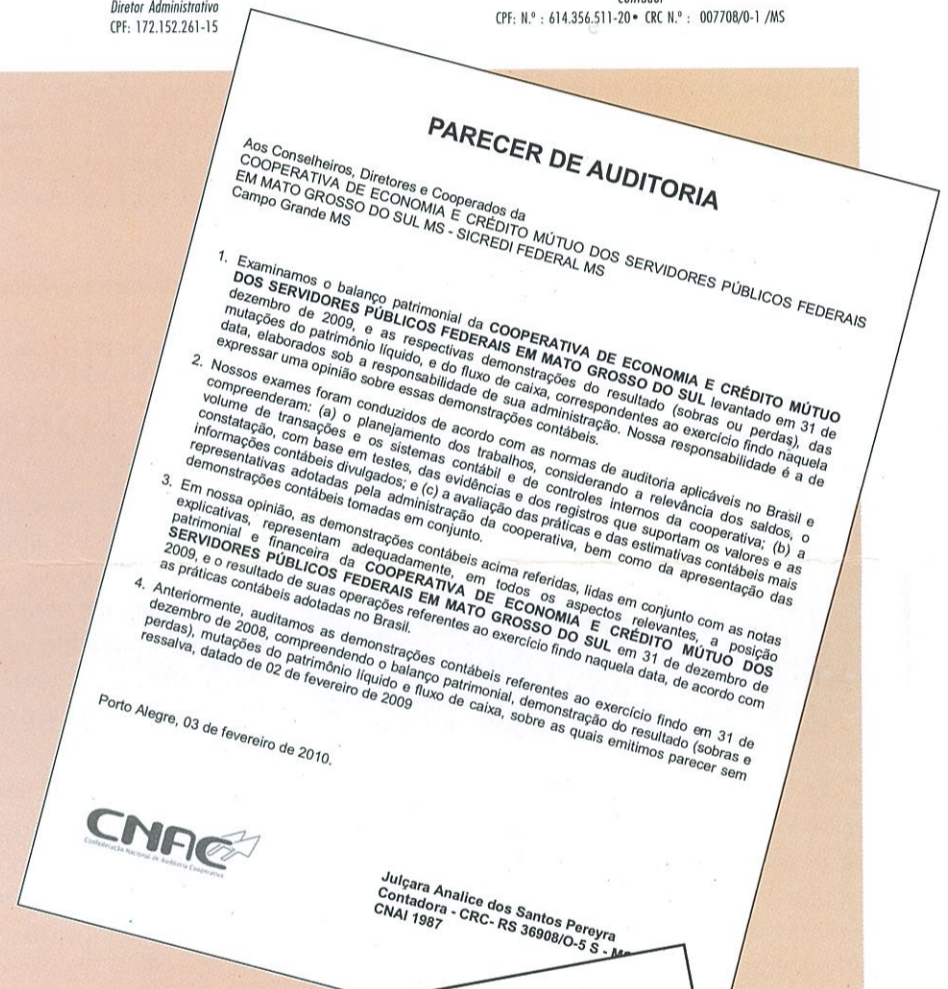 Diretor Administrativo
CPF: 172.152.261-15
Contador
CPF: N.º : 614.356.511-20 • CRC N.º : 007708/0-1 /MS
PARECER DE AUDITORIA
Aos Conselheiros, Diretores e Cooperados da
COOPERATIVA DE ECONOMIA E CRÉDITO MÚTUO DOS SERVIDORES PÚBLICOS FEDERAIS
EM MATO GROSSO DO SUL MS - SICREDI FEDERAL MS
Campo Grande MS
1. Examinamos o balanço patrimonial da COOPERATIVA DE ECONOMIA E CRÉDITO MÚTUO
DOS SERVIDORES PÚBLICOS FEDERAIS EM MATO GROSSO DO SUL levantado em 31 de
dezembro de 2009, e as respectivas demonstrações do resultado (sobras ou perdas), das
mutações do patrimônio líquido, e do fluxo de caixa, correspondentes ao exercício findo naquela
data, elaborados sob a responsabilidade de sua administração. Nossa responsabilidade é a de
expressar uma opinião sobre essas demonstrações contábeis.
2. Nossos exames foram conduzidos de acordo com as normas de auditoria aplicáveis no Brasil e
compreenderam: (a) o planejamento dos trabalhos, considerando a relevância dos saldos, o
volume de transações e os sistemas contábil e de controles internos da cooperativa; (b) a
constatação, com base em testes, das evidências e dos registros que suportam os valores e as
informações contábeis divulgados; e (c) a avaliação das práticas e das estimativas contábeis mais
representativas adotadas pela administração da cooperativa, bem como da apresentação das
demonstrações contábeis tomadas em conjunto.
3. Em nossa opinião, as demonstrações contábeis acima referidas, lidas em conjunto com as notas
explicativas, representam adequadamente, em todos os aspectos relevantes, a posição
patrimonial e financeira da COOPERATIVA DE ECONOMIA E CRÉDITO MÚTUO DOS
SERVIDORES PÚBLICOS FEDERAIS EM MATO GROSSO DO SUL em 31 de dezembro de
2009, e o resultado de suas operações referentes ao exercício findo naquela data, de acordo com
as práticas contábeis adotadas no Brasil.
4. Anteriormente, auditamos as demonstrações contábeis referentes ao exercício findo em 31 de
dezembro de 2008, compreendendo o balanço patrimonial, demonstração do resultado (sobras e
perdas), mutações do patrimônio líquido e fluxo de caixa, sobre as quais emitimos parecer sem
ressalva, datado de 02 de fevereiro de 2009
Porto Alegre, 03 de fevereiro de 2010.
CNAC
Confederação Nacional de Auditoria Cooperativa
Julçara Analice dos Santos Pereyra
Contadora - CRC- RS 36908/O-5 S -
CNAI 1987